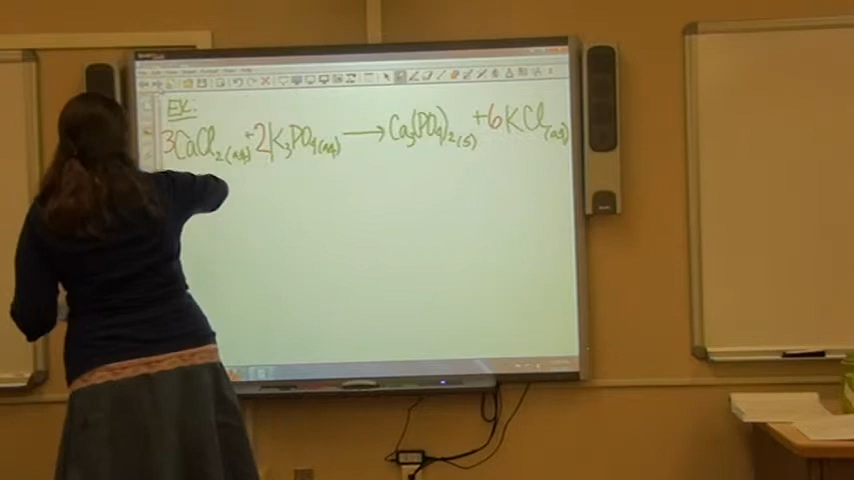 EX:
3CaCl₂(aq) + 2K₃PO₄(aq) → Ca₃(PO₄)₂(s) + 6KCl(aq)